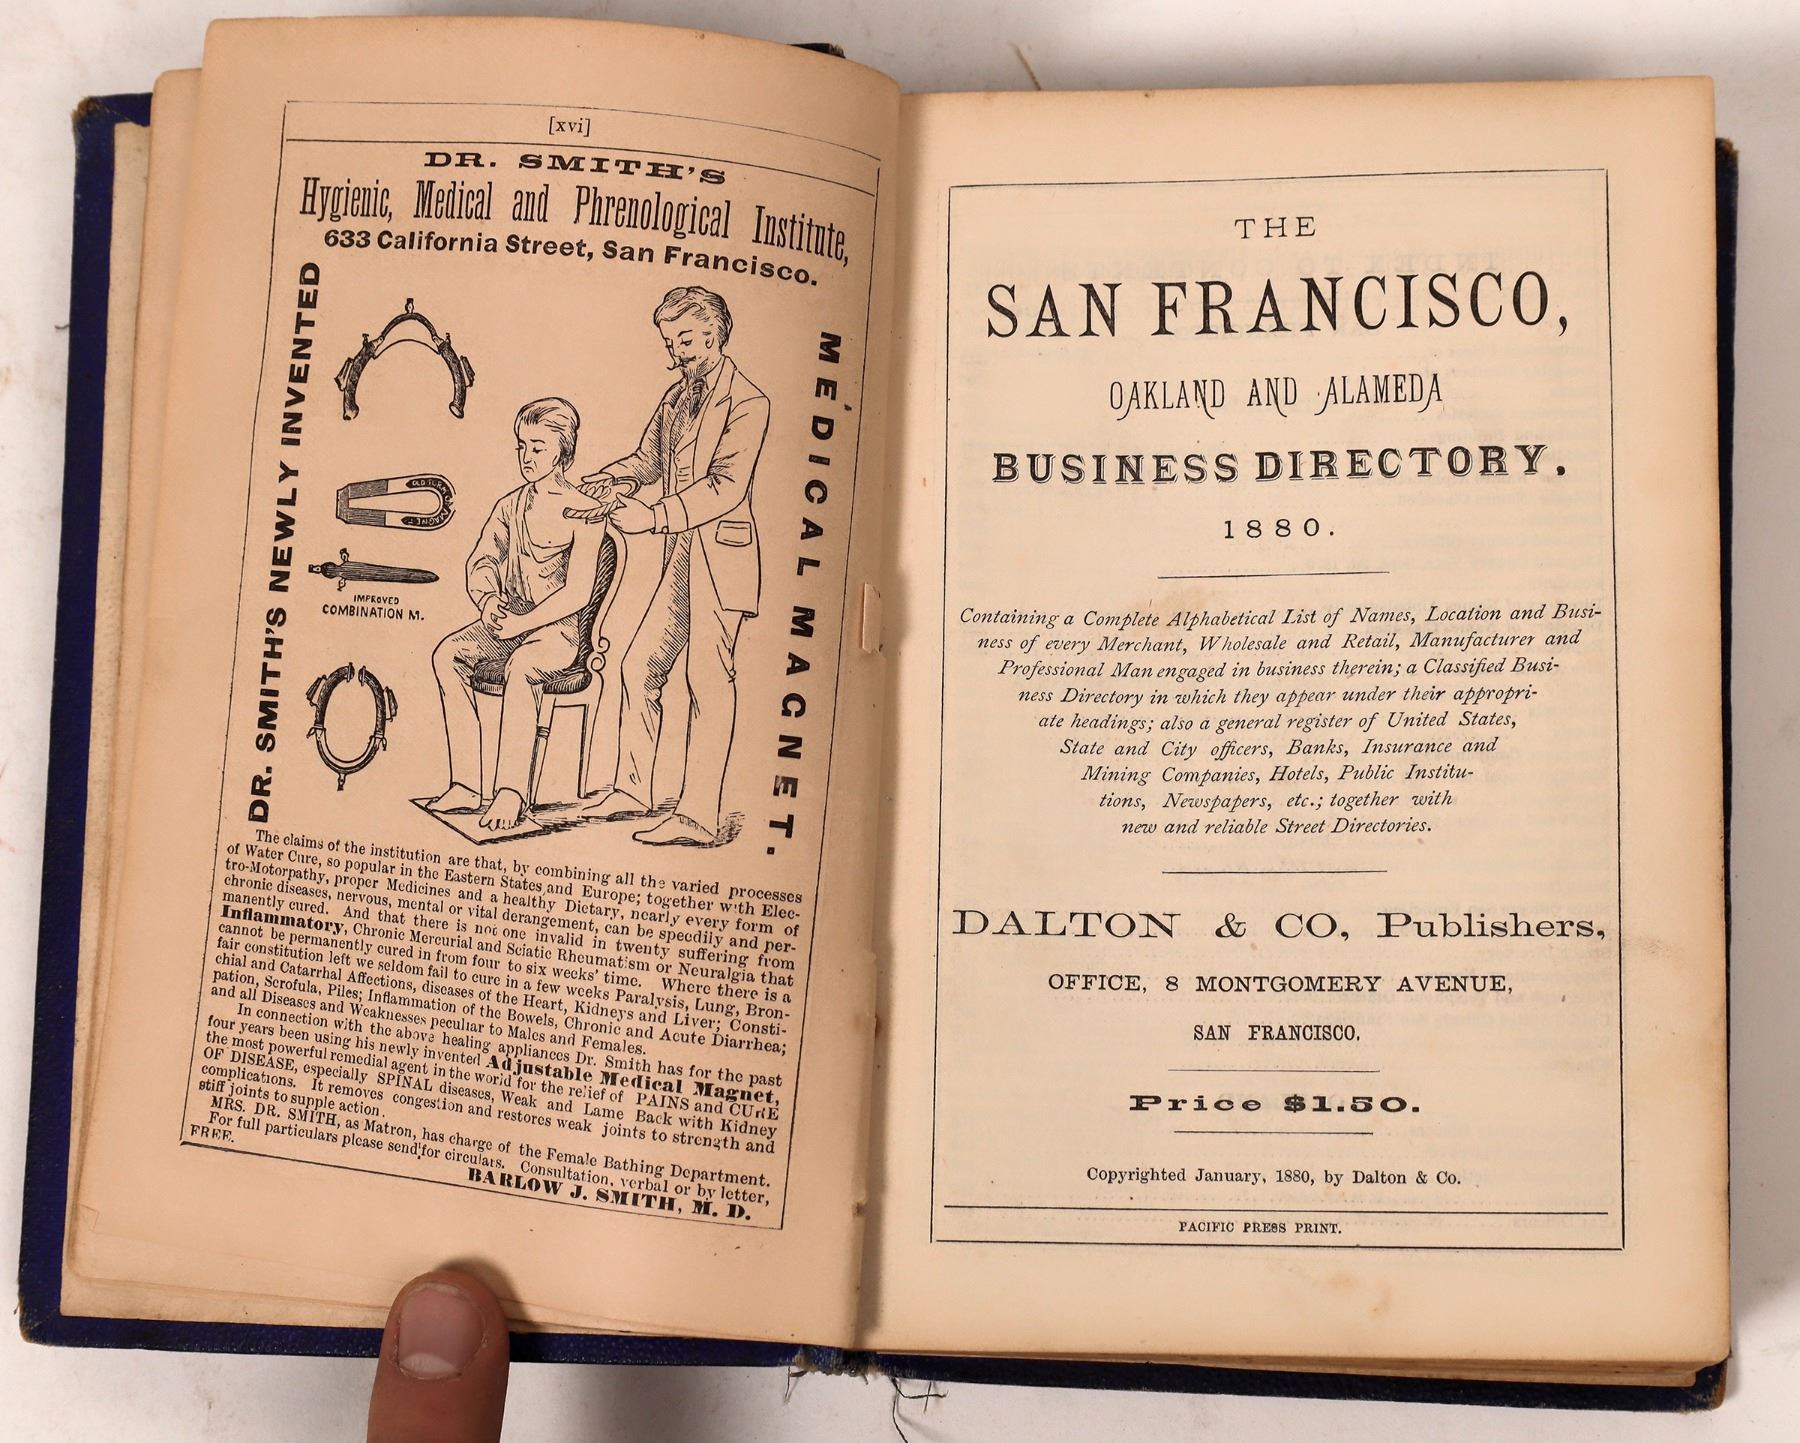 [xvi]
DR. SMITH'S
Hygienic, Medical and Phrenological Institute,
633 California Street, San Francisco.
DR. SMITH'S NEWLY INVENTED
MEDICAL MAGNET.
OLD FORM
MAGNET
IMPROVED
COMBINATION M.
The claims of the institution are that, by combining all the varied processes
of Water Cure, so popular in the Eastern States and Europe; together with Elec-
tro-Motorpathy, proper Medicines and a healthy Dietary, nearly every form of
chronic diseases, nervous, mental or vital derangement, can be speedily and per-
manently cured. And that there is not one invalid in twenty suffering from
Inflammatory, Chronic Mercurial and Sciatic Rheumatism or Neuralgia that
cannot be permanently cured in from four to six weeks' time. Where there is a
fair constitution left we seldom fail to cure in a few weeks Paralysis, Lung, Bron-
chial and Catarrhal Affections, diseases of the Heart, Kidneys and Liver; Consti-
pation, Scrofula, Piles; Inflammation of the Bowels, Chronic and Acute Diarrhea;
and all Diseases and Weaknesses peculiar to Males and Females.
In connection with the above healing appliances Dr. Smith has for the past
four years been using his newly invented Adjustable Medical Magnet,
the most powerful remedial agent in the world for the relief of PAINS and CURE
OF DISEASE, especially SPINAL diseases, Weak and Lame Back with Kidney
complications. It removes congestion and restores weak joints to strength and
stiff joints to supple action.
MRS. DR. SMITH, as Matron, has charge of the Female Bathing Department.
For full particulars please send for circulars. Consultation, verbal or by letter,
FREE.
BARLOW J. SMITH, M. D.
THE
SAN FRANCISCO,
OAKLAND AND ALAMEDA
BUSINESS DIRECTORY.
1880.
Containing a Complete Alphabetical List of Names, Location and Busi-
ness of every Merchant, Wholesale and Retail, Manufacturer and
Professional Man engaged in business therein; a Classified Busi-
ness Directory in which they appear under their appropri-
ate headings; also a general register of United States,
State and City officers, Banks, Insurance and
Mining Companies, Hotels, Public Institu-
tions, Newspapers, etc.; together with
new and reliable Street Directories.
DALTON & CO, Publishers,
OFFICE, 8 MONTGOMERY AVENUE,
SAN FRANCISCO.
Price $1.50.
Copyrighted January, 1880, by Dalton & Co.
PACIFIC PRESS PRINT.